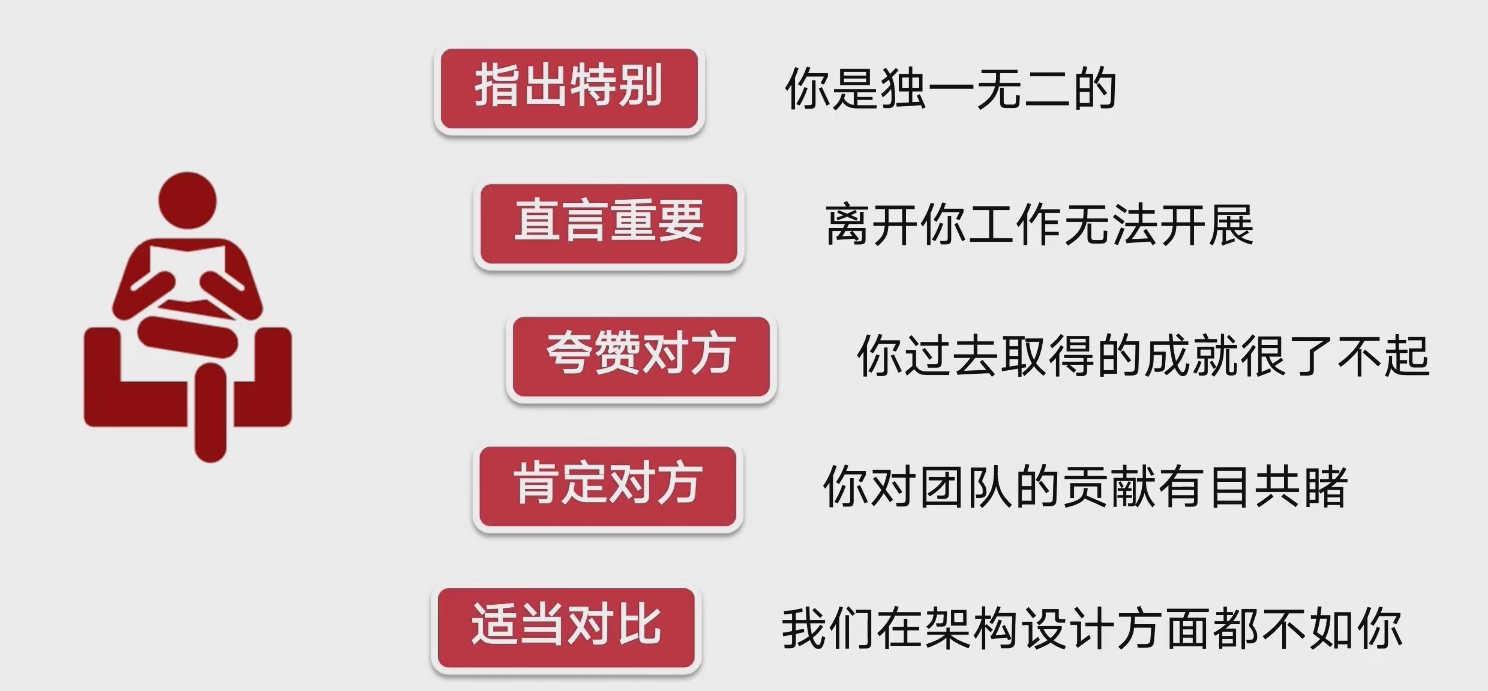 指出特别 你是独一无二的
直言重要 离开你工作无法开展
夸赞对方 你过去取得的成就很了不起
肯定对方 你对团队的贡献有目共睹
适当对比 我们在架构设计方面都不如你